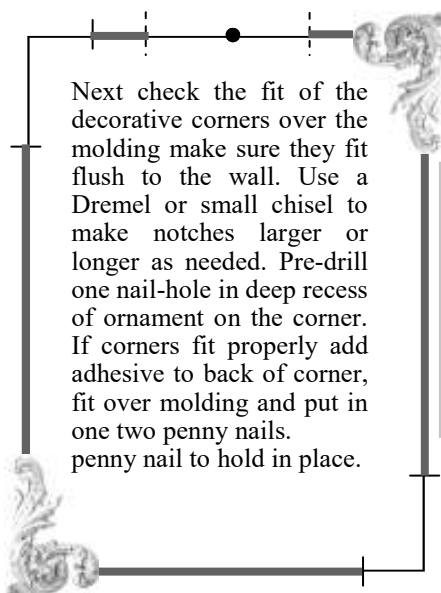 Next check the fit of the
decorative corners over the
molding make sure they fit
flush to the wall. Use a
Dremel or small chisel to
make notches larger or
longer as needed. Pre-drill
one nail-hole in deep recess
of ornament on the corner.
If corners fit properly add
adhesive to back of corner,
fit over molding and put in
one two penny nails.
penny nail to hold in place.